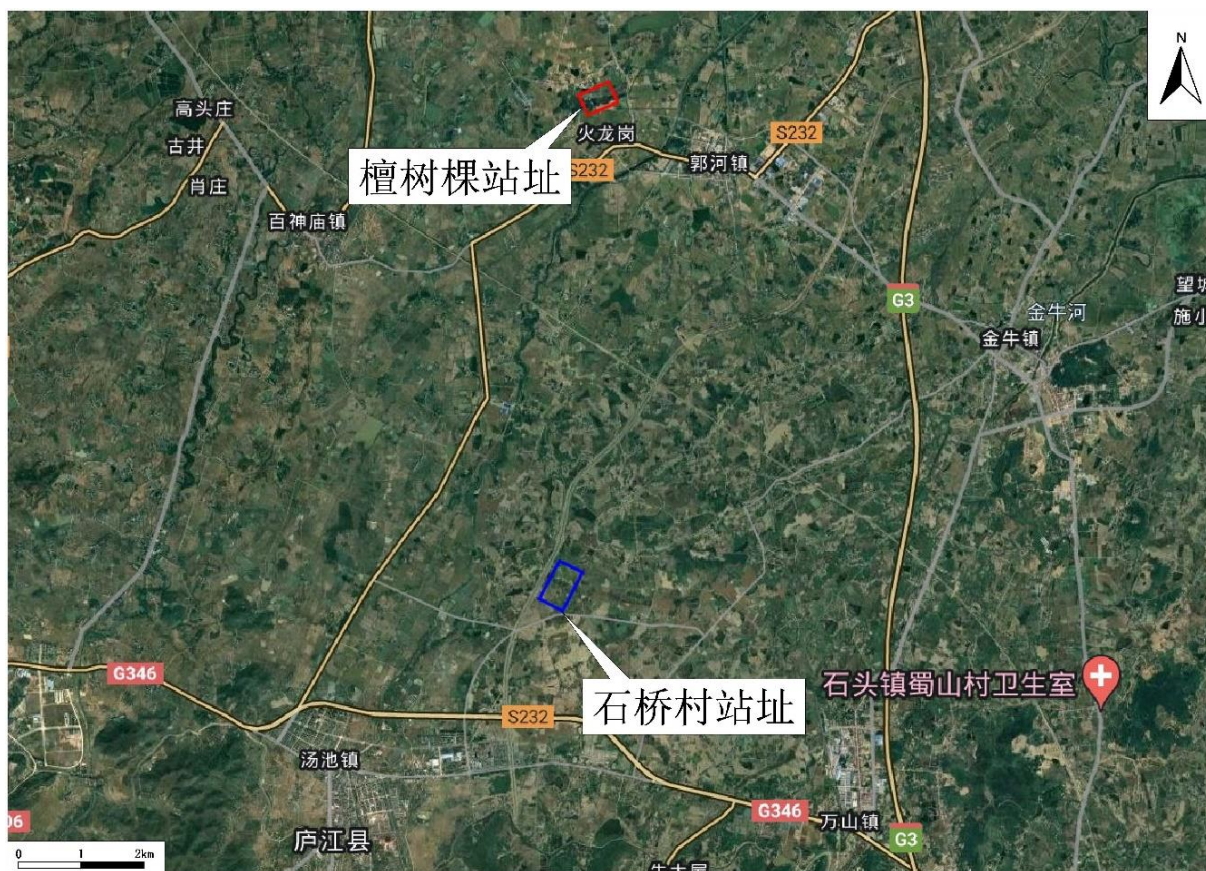 N
高头庄
火龙岗
S232
古井
郭河镇
S232
檀树棵站址
肖庄
百神庙镇
望城
G3
金牛河
施小
金牛镇
G346
石头镇蜀山村卫生室
石桥村站址
S232
汤池镇
G346
06
万山镇
庐江县
G3
0 1 2km